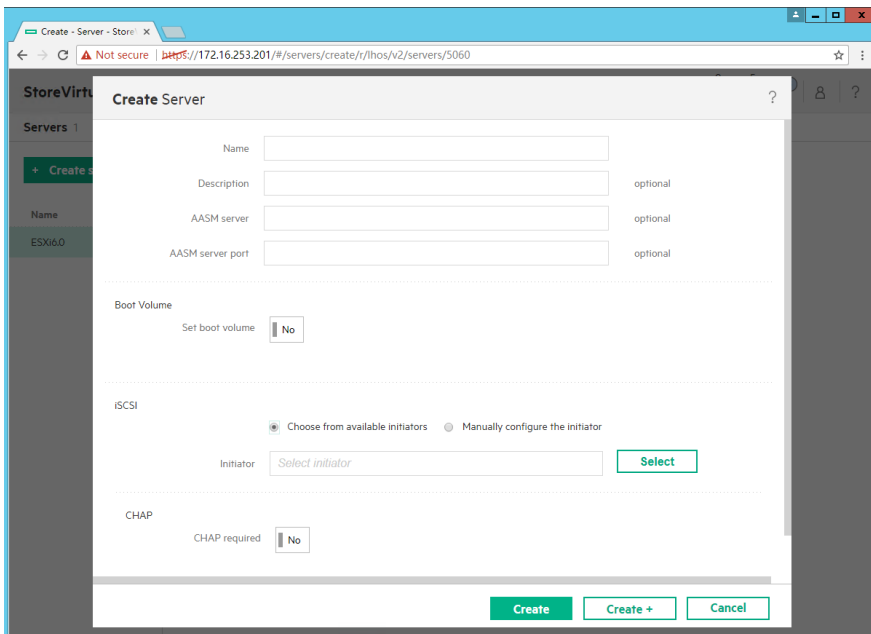 Create - Server - Store
Not secure | https://172.16.253.201/#/servers/create/r/lhos/v2/servers/5060
StoreVirtu
Create Server ?
?
Servers 1
Name
+ Create s
Description optional
Name
AASM server optional
ESXi6.0
AASM server port optional
Boot Volume
Set boot volume No
iSCSI
Choose from available initiators Manually configure the initiator
Initiator Select initiator Select
CHAP
CHAP required No
Create Create + Cancel